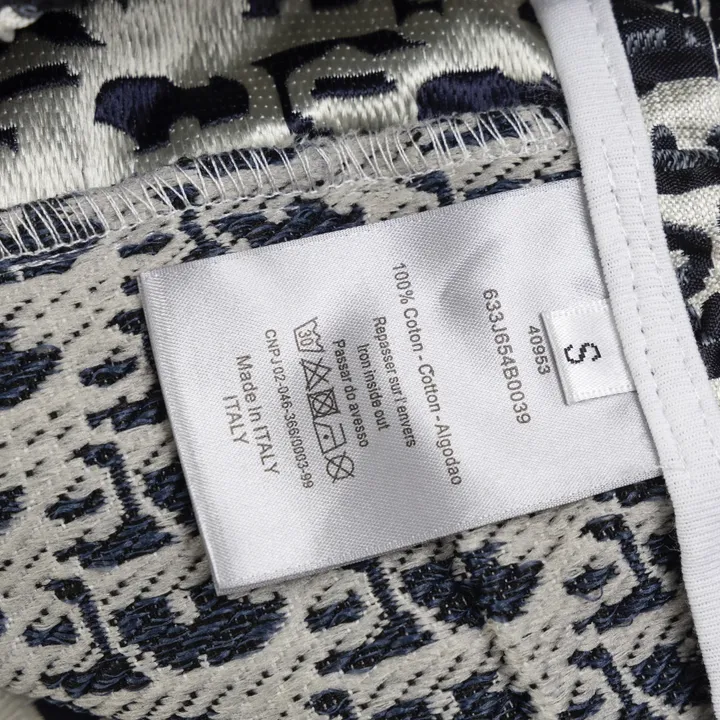 S
40953
633J654B0039
100% Coton - Cotton - Algodao
Repasser sur l'envers
Iron inside out
Passar do avesso
30
CNPJ 02-046-366/0003-99
Made In ITALY
ITALY